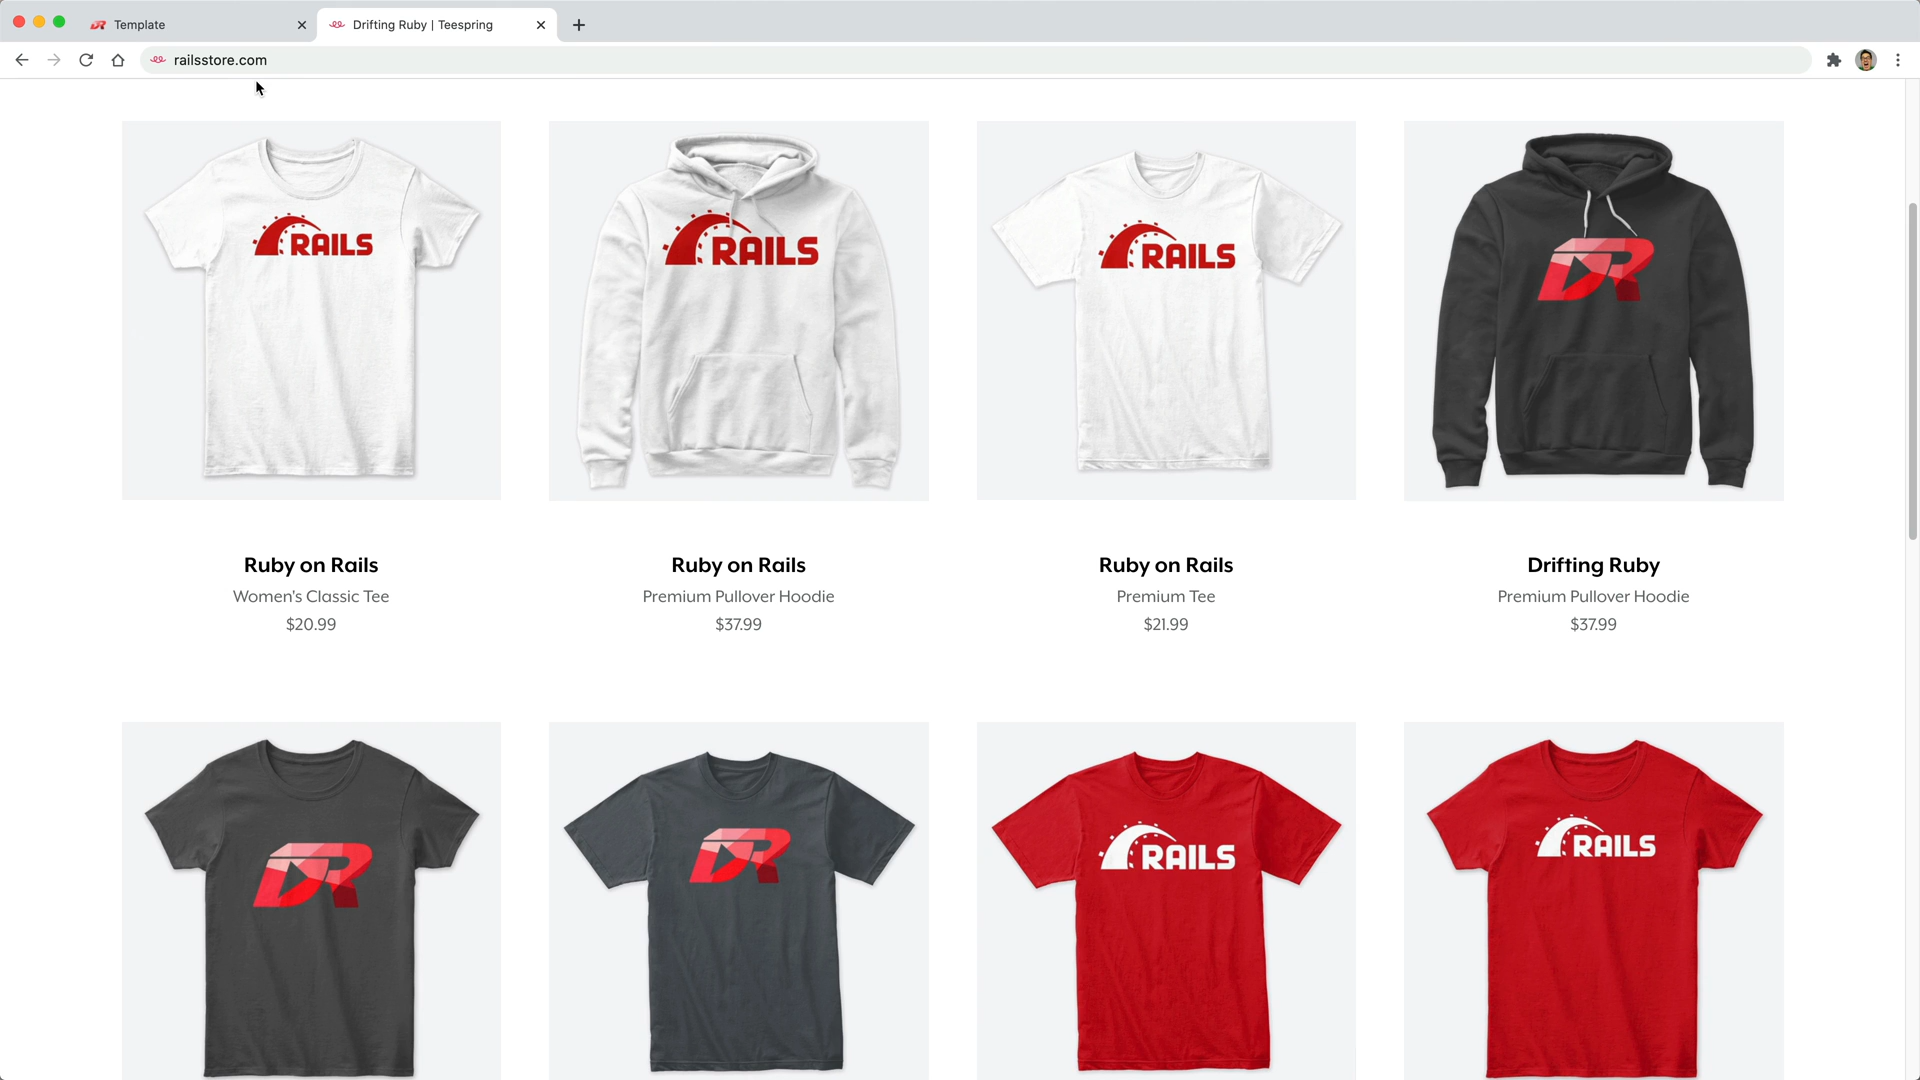 Template
Drifting Ruby | Teespring
railsstore.com
RAILS
RAILS
RAILS
DR
Ruby on Rails
Women's Classic Tee
$20.99
Ruby on Rails
Premium Pullover Hoodie
$37.99
Ruby on Rails
Premium Tee
$21.99
Drifting Ruby
Premium Pullover Hoodie
$37.99
DR
DR
RAILS
RAILS